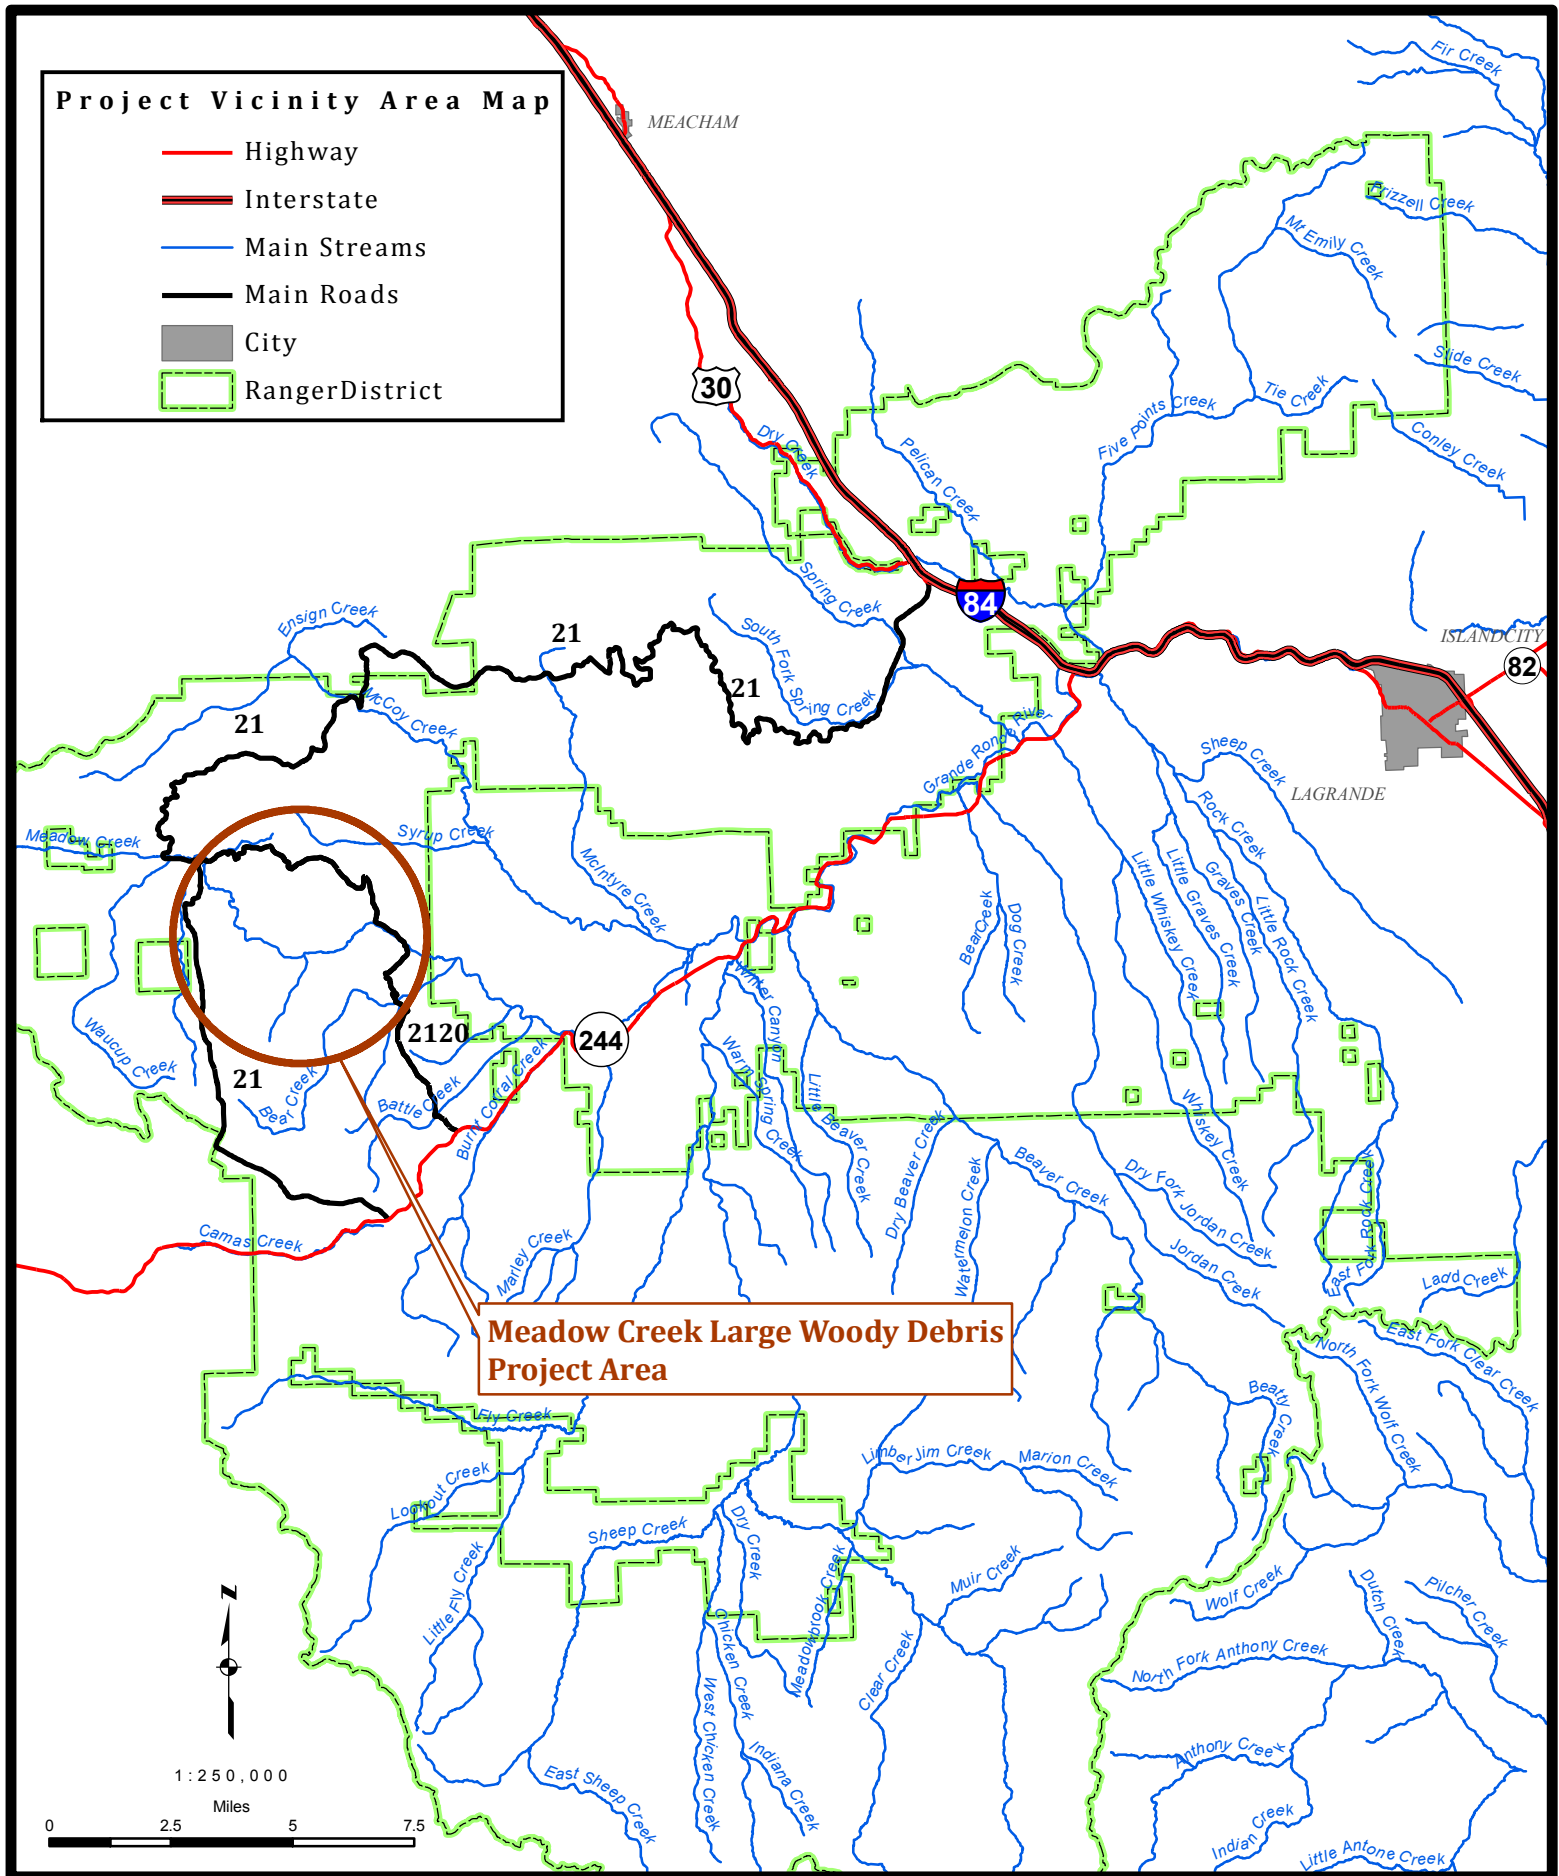 Project Vicinity Area Map
Highway
Interstate
Main Streams
Main Roads
City
RangerDistrict
MEACHAM
Fir Creek
Frizzell Creek
Mt Emily Creek
Slide Creek
Tie Creek
Five Points Creek
Conley Creek
30
Dry Creek
Pelican Creek
Spring Creek
84
South Fork Spring Creek
Ensign Creek
21
21
21
McCoy Creek
ISLANDCITY
82
Grande Ronde River
Sheep Creek
LAGRANDE
Meadow Creek
Syrup Creek
McIntyre Creek
Rock Creek
Graves Creek
Little Rock Creek
Little Graves Creek
Little Whiskey Creek
BearCreek
Dog Creek
Winter Canyon
Waucup Creek
21
2120
244
Bear Creek
Battle Creek
Burnt Corral Creek
Warm Spring Creek
Little Beaver Creek
Dry Beaver Creek
Watermelon Creek
Beaver Creek
Whiskey Creek
Dry Fork Jordan Creek
Jordan Creek
East Fork Rock Creek
Ladd Creek
Camas Creek
Marley Creek
Meadow Creek Large Woody Debris
Project Area
East Fork Clear Creek
North Fork Wolf Creek
Beatty Creek
Fly Creek
Lookout Creek
Limber Jim Creek
Marion Creek
Sheep Creek
Dry Creek
Little Fly Creek
Meadowbrook Creek
Muir Creek
Wolf Creek
Dutch Creek
Pilcher Creek
Chicken Creek
West Chicken Creek
Clear Creek
North Fork Anthony Creek
Indiana Creek
East Sheep Creek
Anthony Creek
Indian Creek
Little Antone Creek
Z
1:250,000
Miles
0 2.5 5 7.5